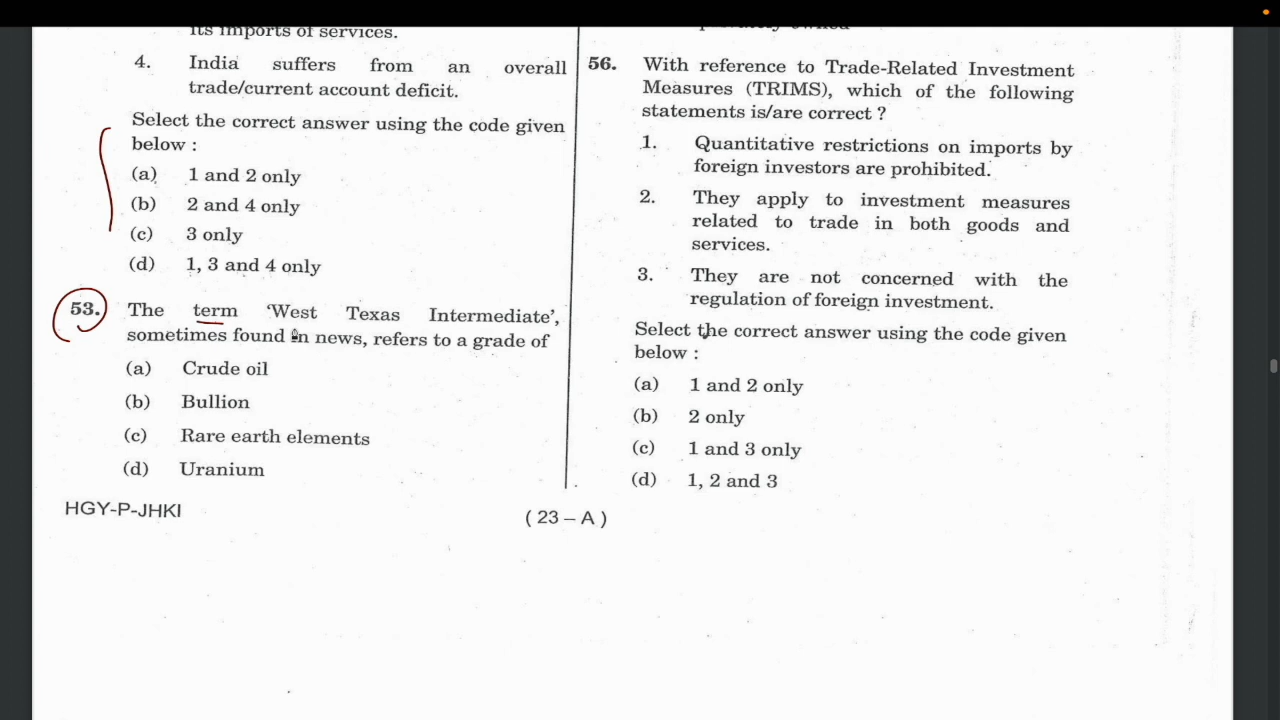 its imports of services.
4. India suffers from an overall
trade/current account deficit.
Select the correct answer using the code given
below :
(a) 1 and 2 only
(b) 2 and 4 only
(c) 3 only
(d) 1, 3 and 4 only
53. The term ‘West Texas Intermediate’,
sometimes found in news, refers to a grade of
(a) Crude oil
(b) Bullion
(c) Rare earth elements
(d) Uranium
56. With reference to Trade-Related Investment
Measures (TRIMS), which of the following
statements is/are correct ?
1. Quantitative restrictions on imports by
foreign investors are prohibited.
2. They apply to investment measures
related to trade in both goods and
services.
3. They are not concerned with the
regulation of foreign investment.
Select the correct answer using the code given
below :
(a) 1 and 2 only
(b) 2 only
(c) 1 and 3 only
(d) 1, 2 and 3
HGY-P-JHKI
( 23 – A )